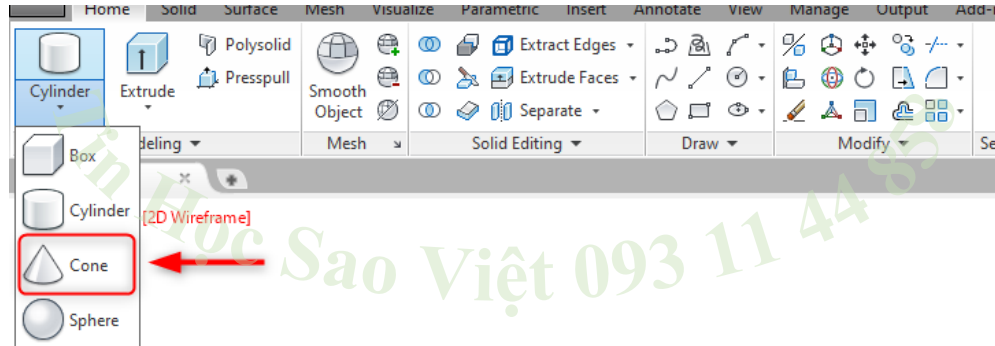 Home Solid Surface Mesh Visualize Parametric Insert Annotate View Manage Output Add-I
Polysolid Extract Edges
Cylinder Extrude Presspull Smooth Object Extrude Faces
Separate
deling Mesh Solid Editing Draw Modify Se
Box
Cylinder
[2D Wireframe]
Cone
Sphere
Tin Học Sao Việt 093 11 44 858